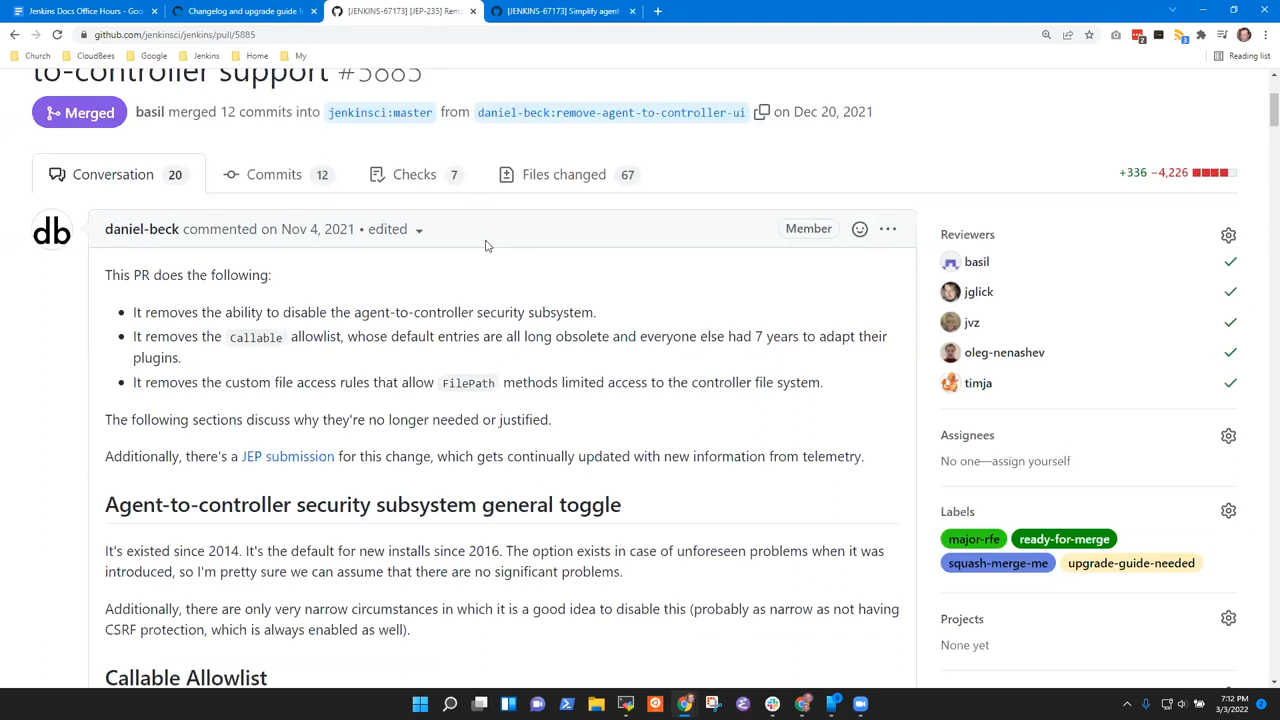 Jenkins Docs Office Hours - Goo
Changelog and upgrade guide f
[JENKINS-67173] [JEP-235] Rem
[JENKINS-67173] Simplify agent-
github.com/jenkinsci/jenkins/pull/5885
Church
CloudBees
Google
Jenkins
Home
My
Reading list
to-controller support #5885
Merged
basil merged 12 commits into jenkinsci:master from daniel-beck:remove-agent-to-controller-ui on Dec 20, 2021
Conversation 20
Commits 12
Checks 7
Files changed 67
+336 −4,226
db
daniel-beck commented on Nov 4, 2021 • edited
Member
This PR does the following:
• It removes the ability to disable the agent-to-controller security subsystem.
• It removes the Callable allowlist, whose default entries are all long obsolete and everyone else had 7 years to adapt their
plugins.
• It removes the custom file access rules that allow FilePath methods limited access to the controller file system.
The following sections discuss why they're no longer needed or justified.
Additionally, there's a JEP submission for this change, which gets continually updated with new information from telemetry.
Agent-to-controller security subsystem general toggle
It's existed since 2014. It's the default for new installs since 2016. The option exists in case of unforeseen problems when it was
introduced, so I'm pretty sure we can assume that there are no significant problems.
Additionally, there are only very narrow circumstances in which it is a good idea to disable this (probably as narrow as not having
CSRF protection, which is always enabled as well).
Callable Allowlist
Reviewers
basil
jglick
jvz
oleg-nenashev
timja
Assignees
No one—assign yourself
Labels
major-rfe
ready-for-merge
squash-merge-me
upgrade-guide-needed
Projects
None yet
7:12 PM
3/3/2022